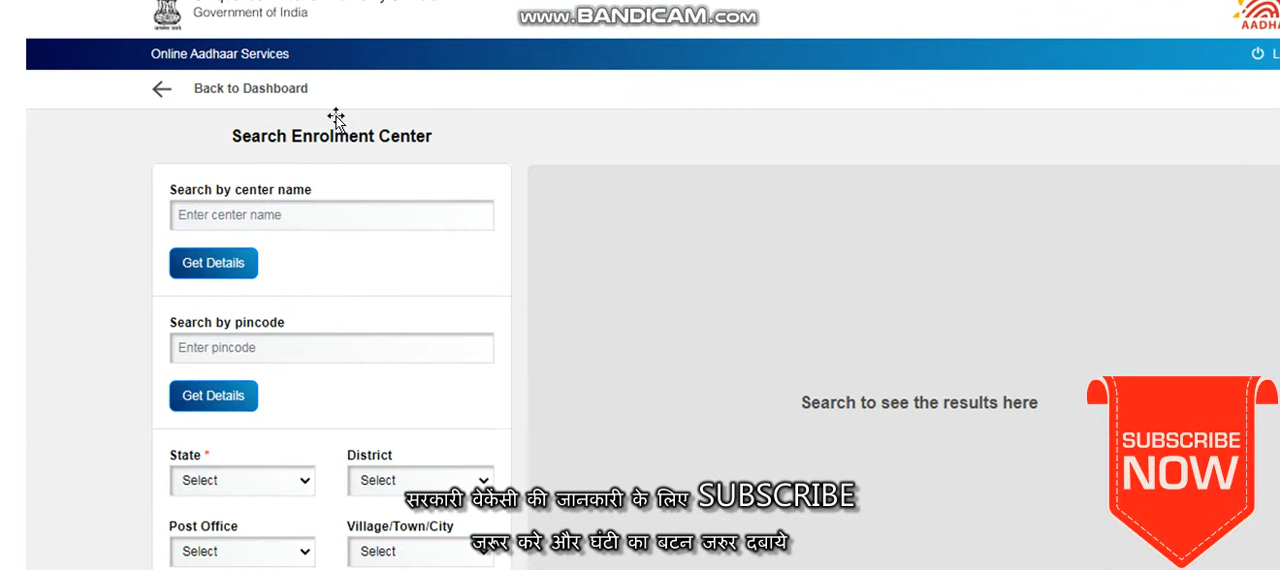 Government of India
www.BANDICAM.com
AADHA
Online Aadhaar Services
L
Back to Dashboard
Search Enrolment Center
Search by center name
Enter center name
Get Details
Search by pincode
Enter pincode
Get Details
Search to see the results here
State *
District
Select
Select
Post Office
Village/Town/City
Select
Select
सरकारी वेकेंसी की जानकारी के लिए SUBSCRIBE
ज़रूर करे और घंटी का बटन जरुर दबाये
SUBSCRIBE
NOW